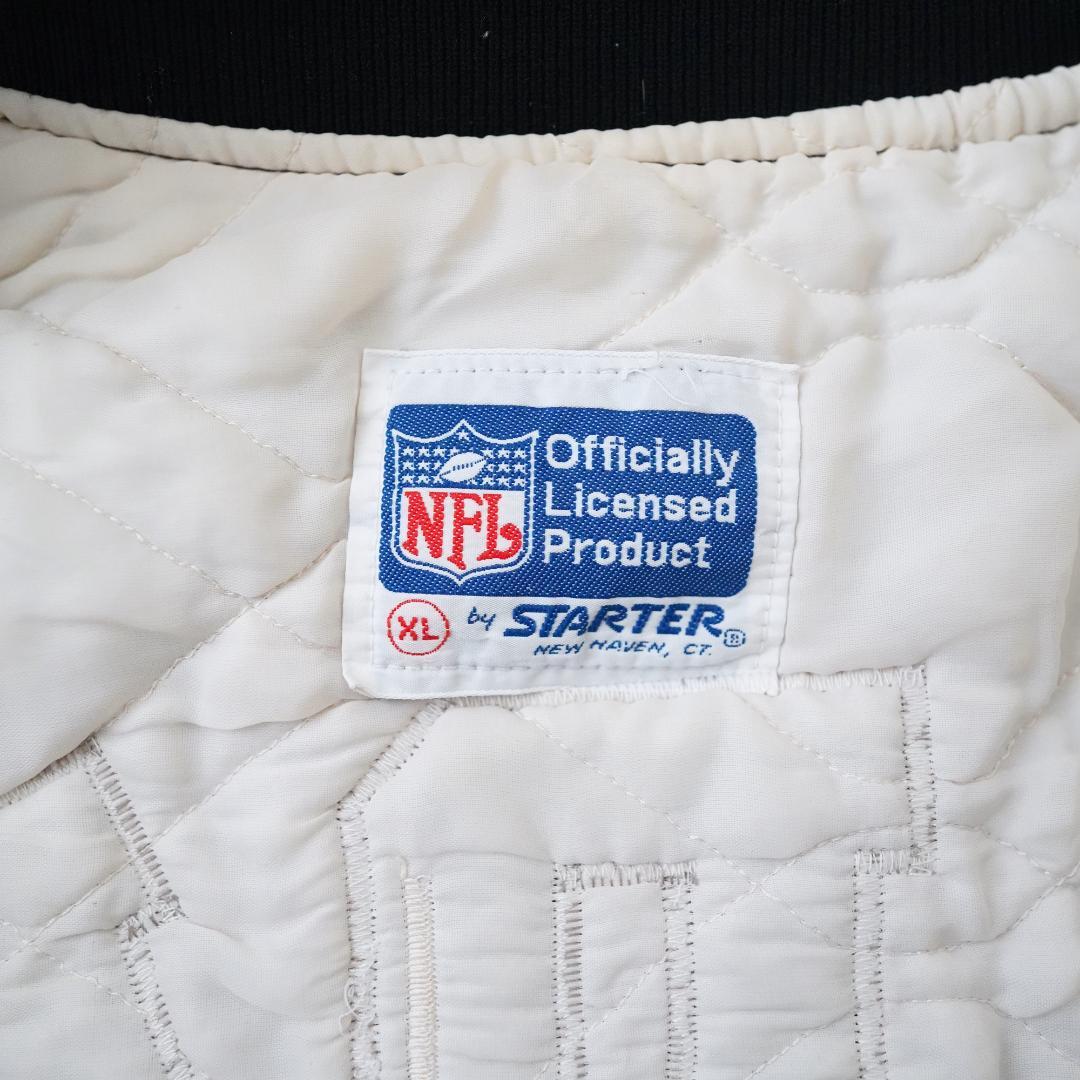 NFL
Officially
Licensed
Product
XL by STARTER®
NEW HAVEN, CT.